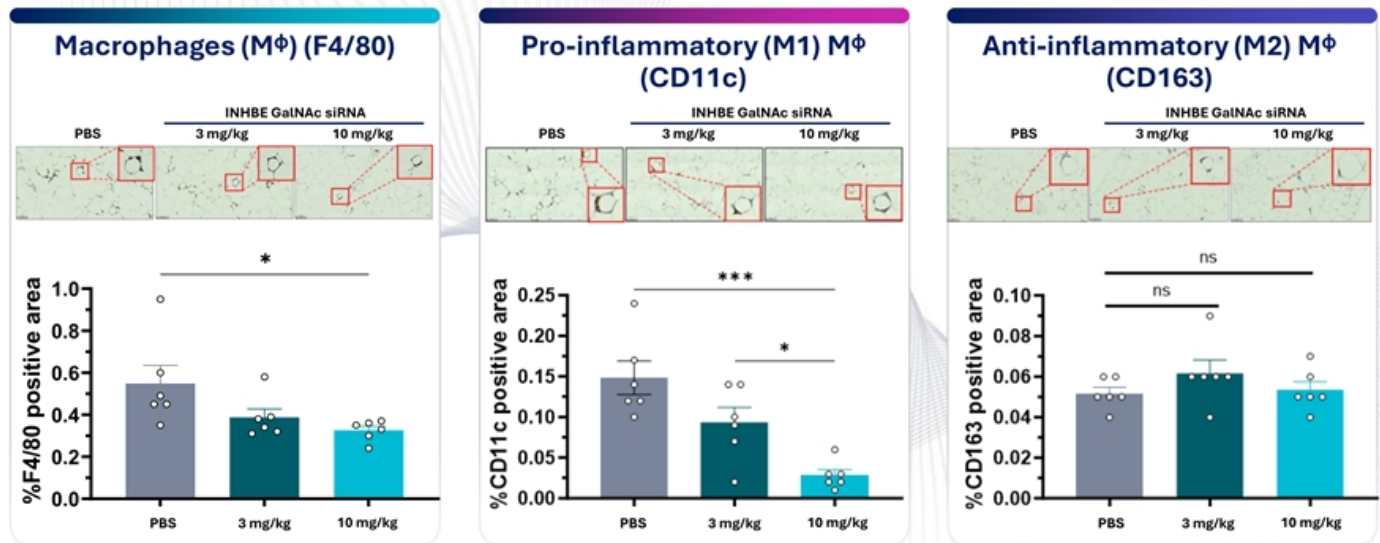 Macrophages (Mᶲ) (F4/80)
INHBE GalNAc siRNA
PBS 3 mg/kg 10 mg/kg
*
%F4/80 positive area
1.0
0.8
0.6
0.4
0.2
0.0
PBS 3 mg/kg 10 mg/kg
Pro-inflammatory (M1) Mᶲ
(CD11c)
INHBE GalNAc siRNA
PBS 3 mg/kg 10 mg/kg
***
*
%CD11c positive area
0.25
0.20
0.15
0.10
0.05
0.00
PBS 3 mg/kg 10 mg/kg
Anti-inflammatory (M2) Mᶲ
(CD163)
INHBE GalNAc siRNA
PBS 3 mg/kg 10 mg/kg
ns
ns
%CD163 positive area
0.10
0.08
0.06
0.04
0.02
0.00
PBS 3 mg/kg 10 mg/kg